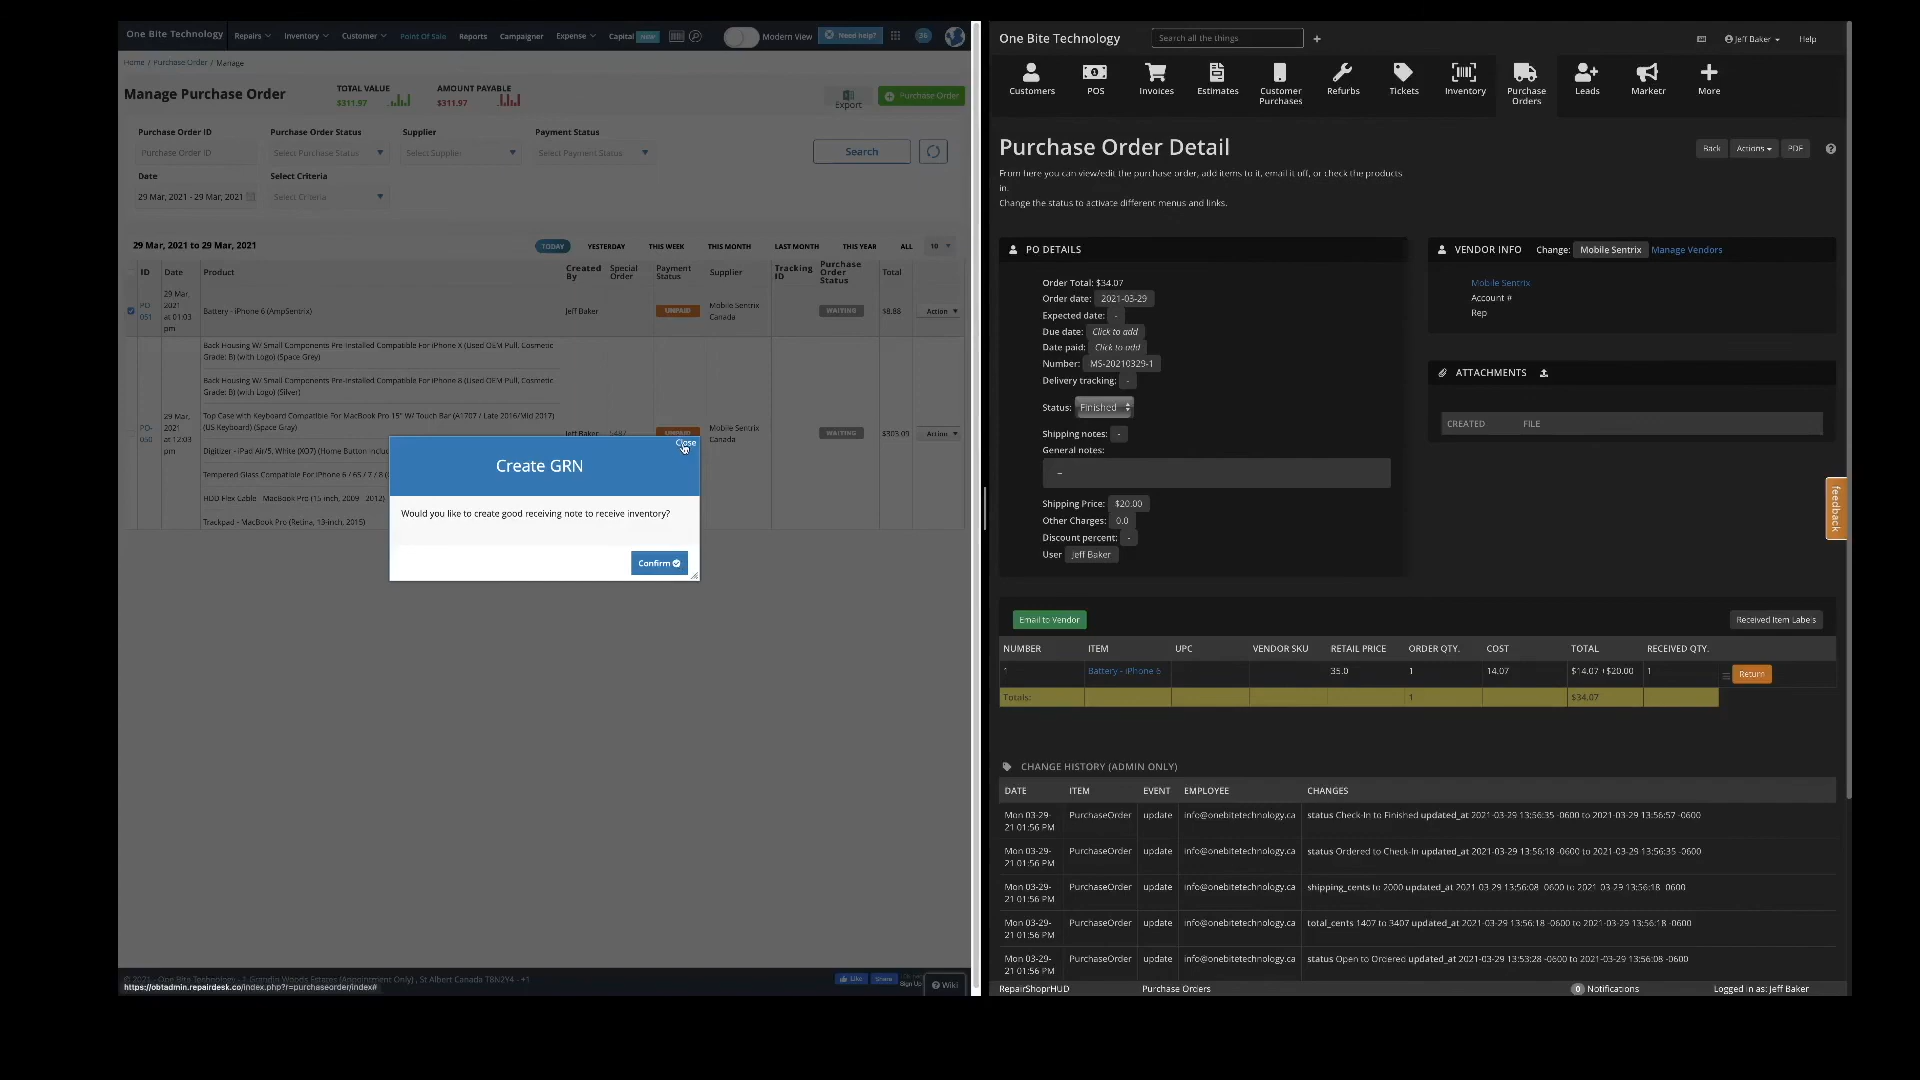 One Bite Technology
Repairs
Inventory
Customer
Point Of Sale
Reports
Campaigner
Expense
Capital
New
Modern View
Need help?
36
Home / Purchase Order / Manage
Manage Purchase Order
TOTAL VALUE
$311.97
AMOUNT PAYABLE
$311.97
Export
Purchase Order
Purchase Order ID
Purchase Order Status
Supplier
Payment Status
Purchase Order ID
Select Purchase Status
Select Supplier
Select Payment Status
Search
Date
Select Criteria
29 Mar, 2021 - 29 Mar, 2021
Select Criteria
29 Mar, 2021 to 29 Mar, 2021
TODAY
YESTERDAY
THIS WEEK
THIS MONTH
LAST MONTH
THIS YEAR
ALL
10
ID
Date
Product
Created By
Special Order
Payment Status
Supplier
Tracking ID
Purchase Order Status
Total
PO-051
29 Mar, 2021 at 01:03 pm
Battery - iPhone 6 (AmpSentrix)
Jeff Baker
UNPAID
Mobile Sentrix Canada
WAITING
$8.88
Action
Back Housing W/ Small Components Pre-Installed Compatible For iPhone X (Used OEM Pull, Cosmetic
Grade: B) (with Logo) (Space Grey)
Back Housing W/ Small Components Pre-Installed Compatible For iPhone 8 (Used OEM Pull, Cosmetic
Grade: B) (with Logo) (Silver)
PO-050
29 Mar, 2021 at 12:03 pm
Top Case with Keyboard Compatible For MacBook Pro 15" W/ Touch Bar (A1707 / Late 2016/Mid 2017)
(US Keyboard) (Space Gray)
Jeff Baker
5487
UNPAID
Mobile Sentrix Canada
WAITING
$303.09
Action
Digitizer - iPad Air/5, White (X07) (Home Button
Tempered Glass Compatible For iPhone 6 / 6S / 7 / 8
HDD Flex Cable - MacBook Pro (15 inch, 2009 - 2012)
Trackpad - MacBook Pro (Retina, 13-inch, 2015)
Close
Create GRN
Would you like to create good receiving note to receive inventory?
Confirm
© 2021 - One Bite Technology - 1 Grandin Woods Estates (Appointment Only) , St Albert Canada T8N2Y4 - +1
https://obtadmin.repairdesk.co/index.php?r=purchaseorder/index#
Like
Share
Sign Up
Wiki
One Bite Technology
Search all the things
+
Jeff Baker
Help
Customers
POS
Invoices
Estimates
Customer Purchases
Refurbs
Tickets
Inventory
Purchase Orders
Leads
Marketr
More
Purchase Order Detail
Back
Actions
PDF
From here you can view/edit the purchase order, add items to it, email it off, or check the products
in.
Change the status to activate different menus and links.
PO DETAILS
Order Total: $34.07
Order date: 2021-03-29
Expected date: -
Due date: Click to add
Date paid: Click to add
Number: MS-20210329-1
Delivery tracking: -
Status: Finished
Shipping notes: -
General notes:
–
Shipping Price: $20.00
Other Charges: 0.0
Discount percent: -
User Jeff Baker
VENDOR INFO
Change: Mobile Sentrix Manage Vendors
Mobile Sentrix
Account #
Rep
ATTACHMENTS
CREATED FILE
feedback
Email to Vendor
Received Item Labels
NUMBER ITEM UPC VENDOR SKU RETAIL PRICE ORDER QTY. COST TOTAL RECEIVED QTY.
1 Battery - iPhone 6 35.0 1 14.07 $14.07 +$20.00 1 Return
Totals: 1 $34.07
CHANGE HISTORY (ADMIN ONLY)
DATE ITEM EVENT EMPLOYEE CHANGES
Mon 03-29-21 01:56 PM PurchaseOrder update info@onebitetechnology.ca status Check-In to Finished updated_at 2021-03-29 13:56:35 -0600 to 2021-03-29 13:56:57 -0600
Mon 03-29-21 01:56 PM PurchaseOrder update info@onebitetechnology.ca status Ordered to Check-In updated_at 2021-03-29 13:56:18 -0600 to 2021-03-29 13:56:35 -0600
Mon 03-29-21 01:56 PM PurchaseOrder update info@onebitetechnology.ca shipping_cents to 2000 updated_at 2021-03-29 13:56:08 -0600 to 2021-03-29 13:56:18 -0600
Mon 03-29-21 01:56 PM PurchaseOrder update info@onebitetechnology.ca total_cents 1407 to 3407 updated_at 2021-03-29 13:56:18 -0600 to 2021-03-29 13:56:18 -0600
Mon 03-29-21 01:56 PM PurchaseOrder update info@onebitetechnology.ca status Open to Ordered updated_at 2021-03-29 13:53:28 -0600 to 2021-03-29 13:56:08 -0600
RepairShoprHUD
Purchase Orders
0 Notifications
Logged in as: Jeff Baker